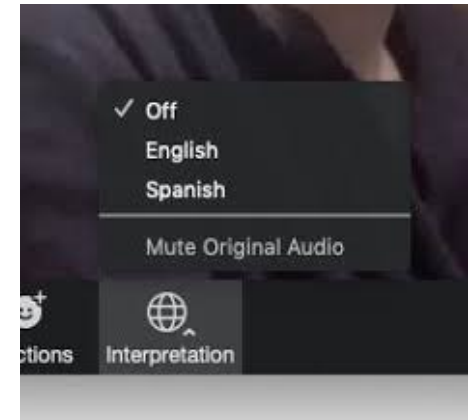 Off
English
Spanish
Mute Original Audio
ctions Interpretation